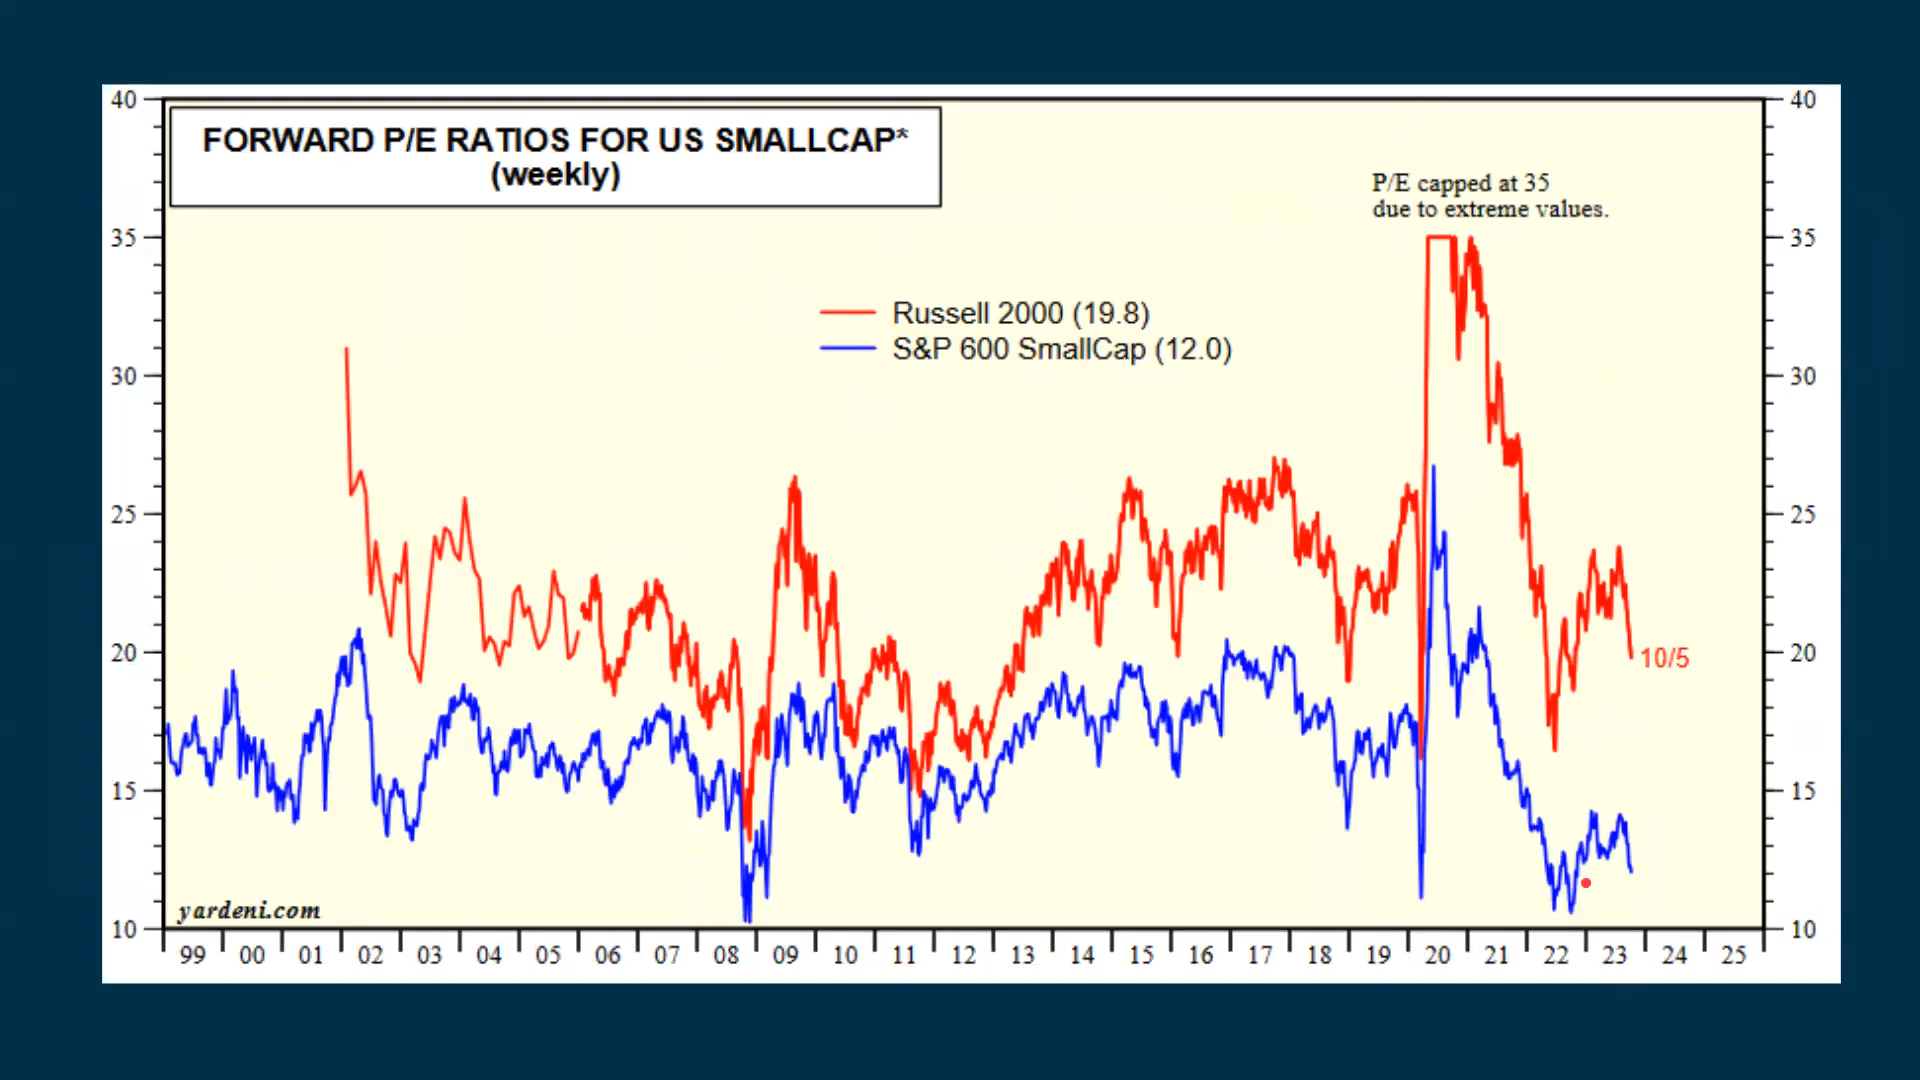 FORWARD P/E RATIOS FOR US SMALLCAP*
(weekly)
P/E capped at 35
due to extreme values.
Russell 2000 (19.8)
S&P 600 SmallCap (12.0)
40 40
35 35
30 30
25 25
20 20
10/5
15 15
10 10
yardeni.com
99 00 01 02 03 04 05 06 07 08 09 10 11 12 13 14 15 16 17 18 19 20 21 22 23 24 25